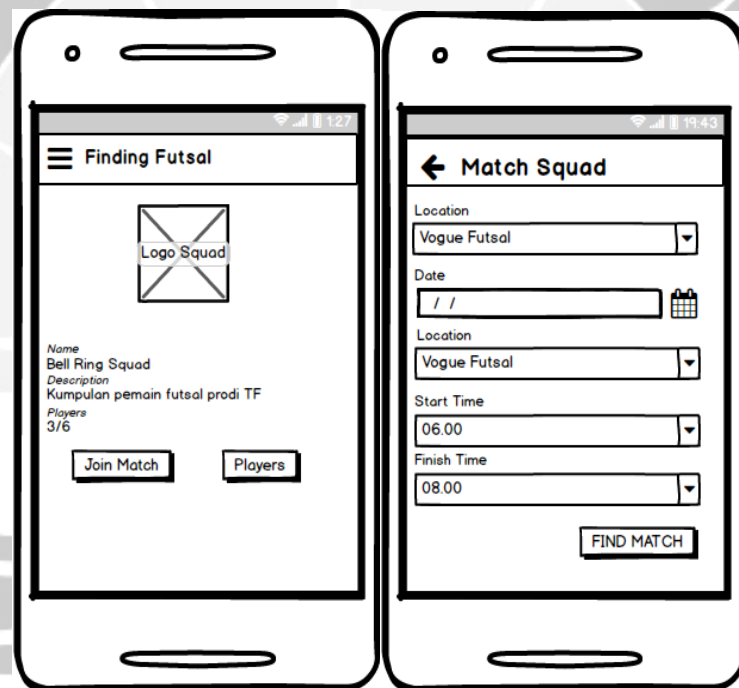 1:27
Finding Futsal
Logo Squad
Name
Bell Ring Squad
Description
Kumpulan pemain futsal prodi TF
Players
3/6
Join Match
Players
19:43
Match Squad
Location
Vogue Futsal
Date
/ /
Location
Vogue Futsal
Start Time
06.00
Finish Time
08.00
FIND MATCH